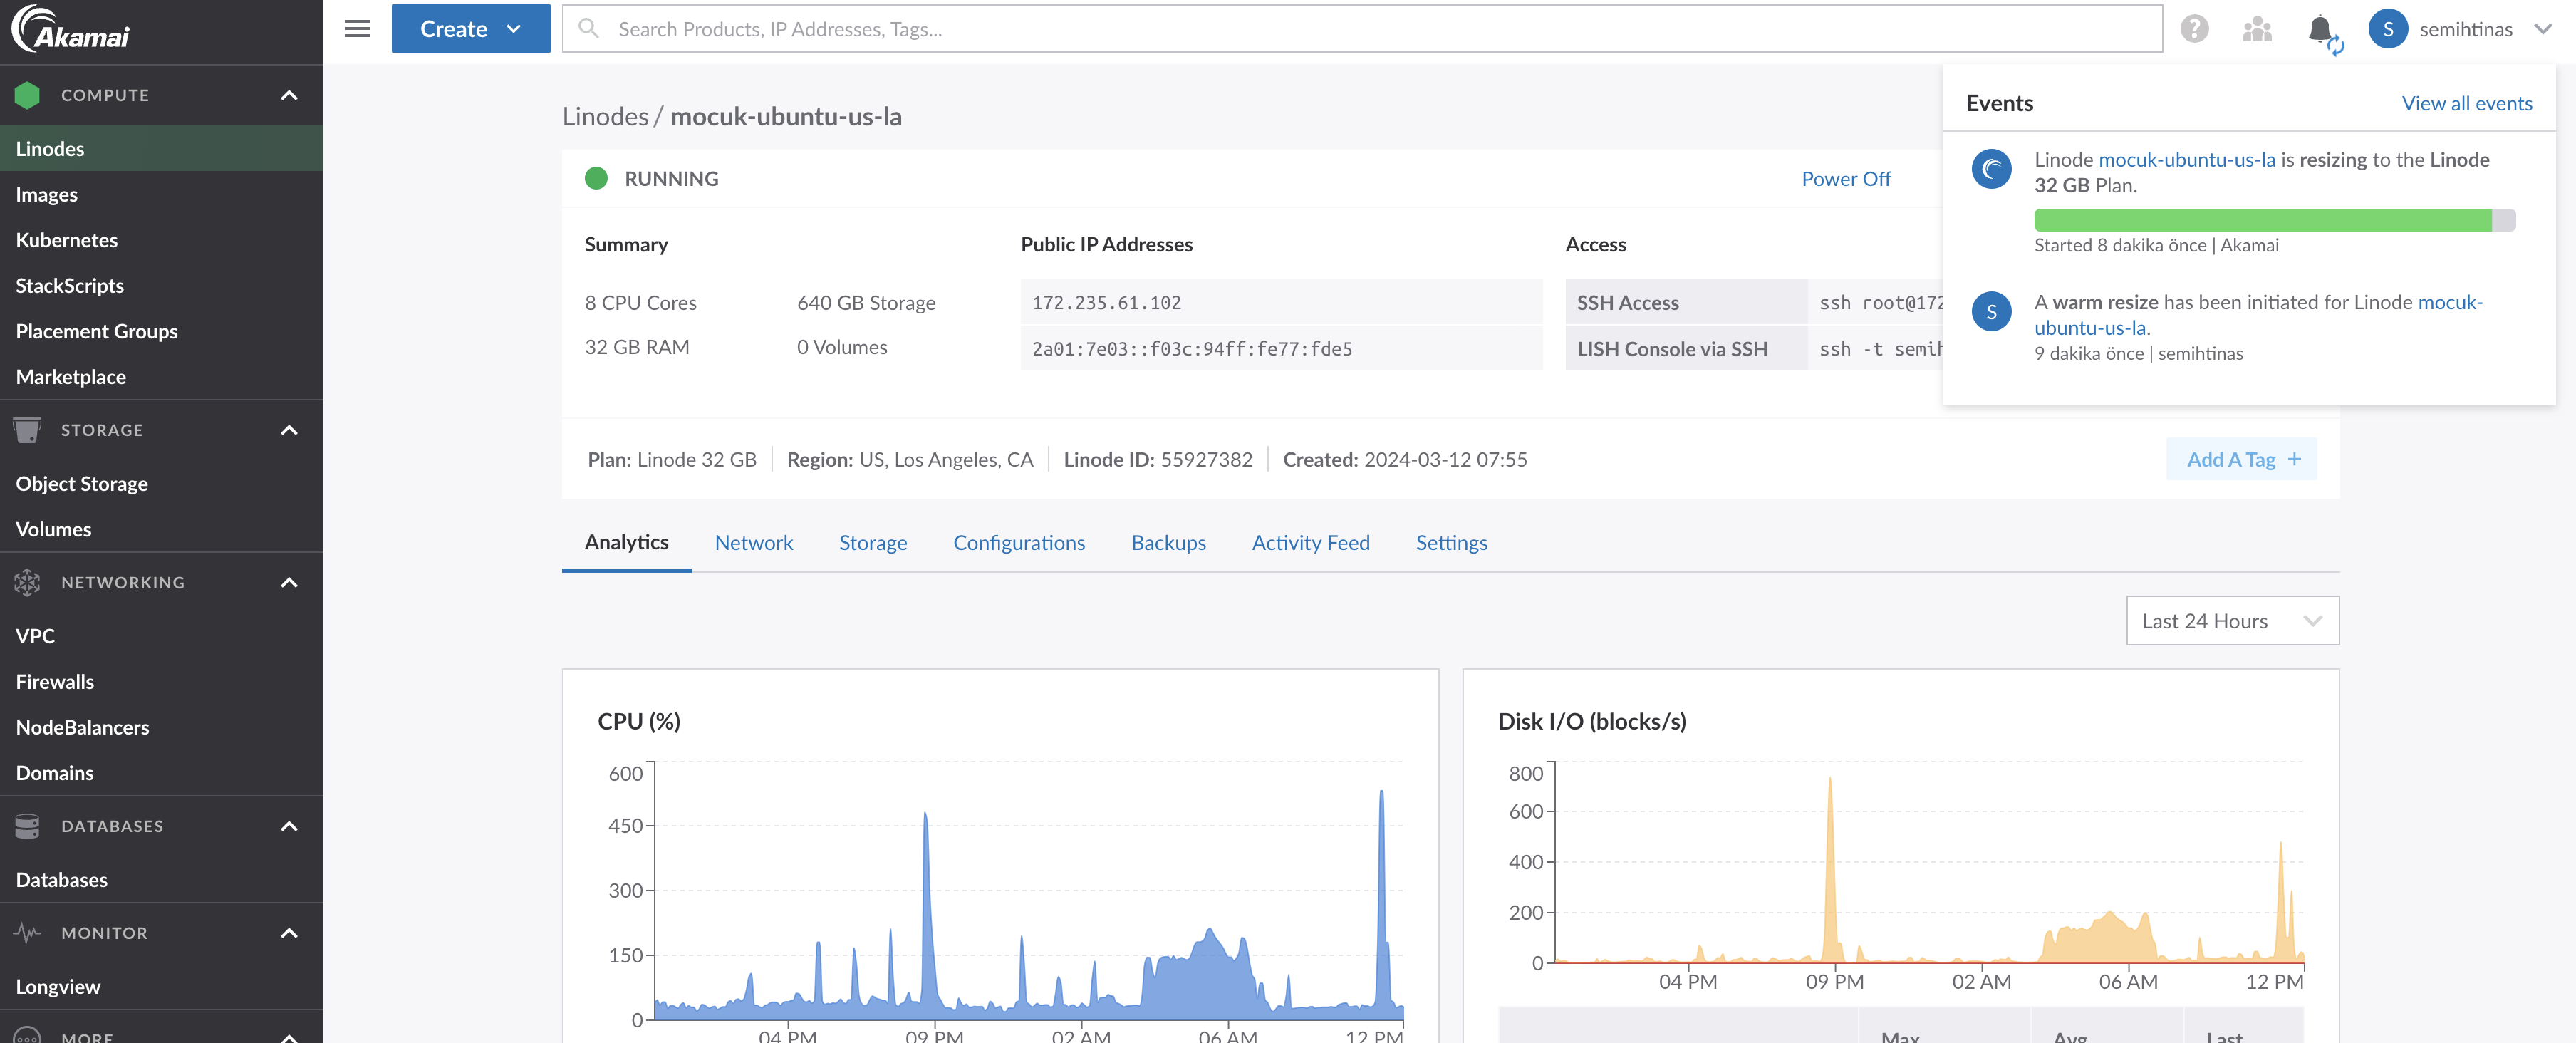 Akamai
Create
Search Products, IP Addresses, Tags...
?
S
semihtinas
COMPUTE
Linodes
Images
Kubernetes
StackScripts
Placement Groups
Marketplace
STORAGE
Object Storage
Volumes
NETWORKING
VPC
Firewalls
NodeBalancers
Domains
DATABASES
Databases
MONITOR
Longview
MORE
Linodes / mocuk-ubuntu-us-la
RUNNING
Power Off
Summary
8 CPU Cores
640 GB Storage
32 GB RAM
0 Volumes
Public IP Addresses
172.235.61.102
2a01:7e03::f03c:94ff:fe77:fde5
Access
SSH Access
ssh root@172
LISH Console via SSH
ssh -t semih
Events
View all events
Linode mocuk-ubuntu-us-la is resizing to the Linode
32 GB Plan.
Started 8 dakika önce | Akamai
S
A warm resize has been initiated for Linode mocuk-
ubuntu-us-la.
9 dakika önce | semihtinas
Plan: Linode 32 GB
Region: US, Los Angeles, CA
Linode ID: 55927382
Created: 2024-03-12 07:55
Add A Tag +
Analytics
Network
Storage
Configurations
Backups
Activity Feed
Settings
Last 24 Hours
CPU (%)
600
450
300
150
0
04 PM
09 PM
02 AM
06 AM
12 PM
Disk I/O (blocks/s)
800
600
400
200
0
04 PM
09 PM
02 AM
06 AM
12 PM
Max
Avg
Last